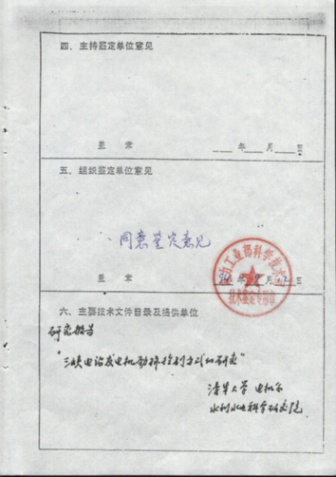 四、主持鉴定单位意见
盖 章
年 月 日
五、组织鉴定单位意见
同意鉴定意见
盖 章
年 月 日
六、主要技术文件目录及提供单位
研究报告
"三峡电站发电机励磁控制方式的研究"
清华大学 电机系
水利水电科学研究院